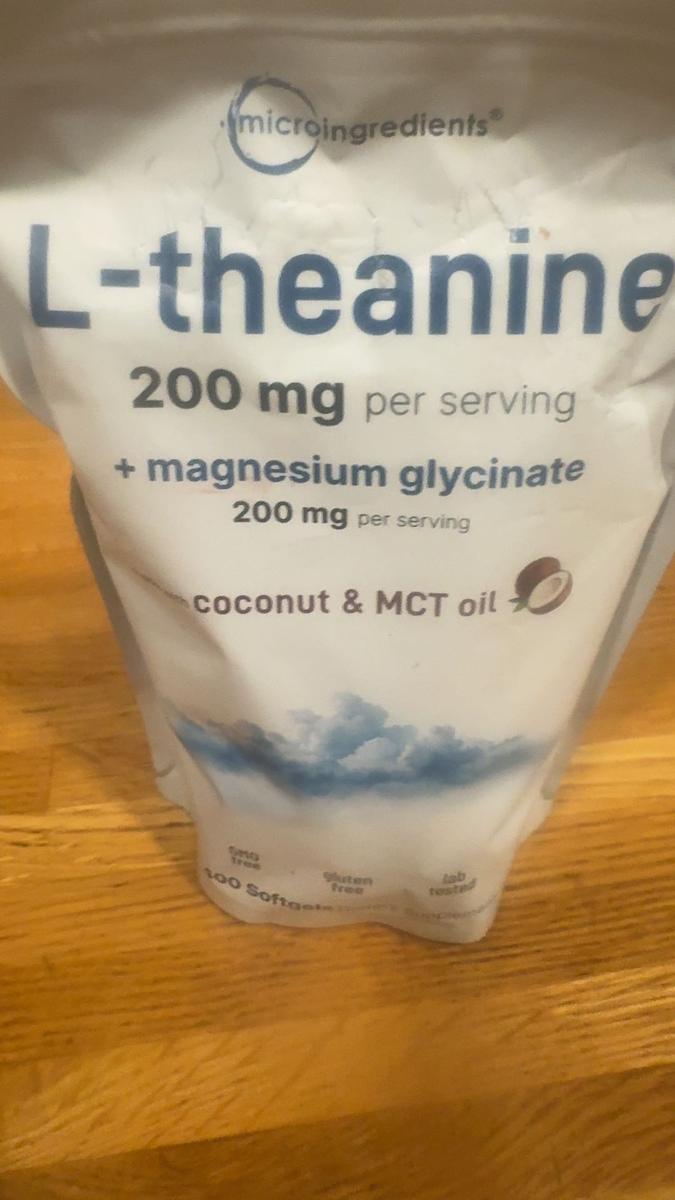 microingredients®
L-theanine
200 mg per serving
+ magnesium glycinate
200 mg per serving
coconut & MCT oil
GMO
free
gluten
free
lab
tested
Softgels